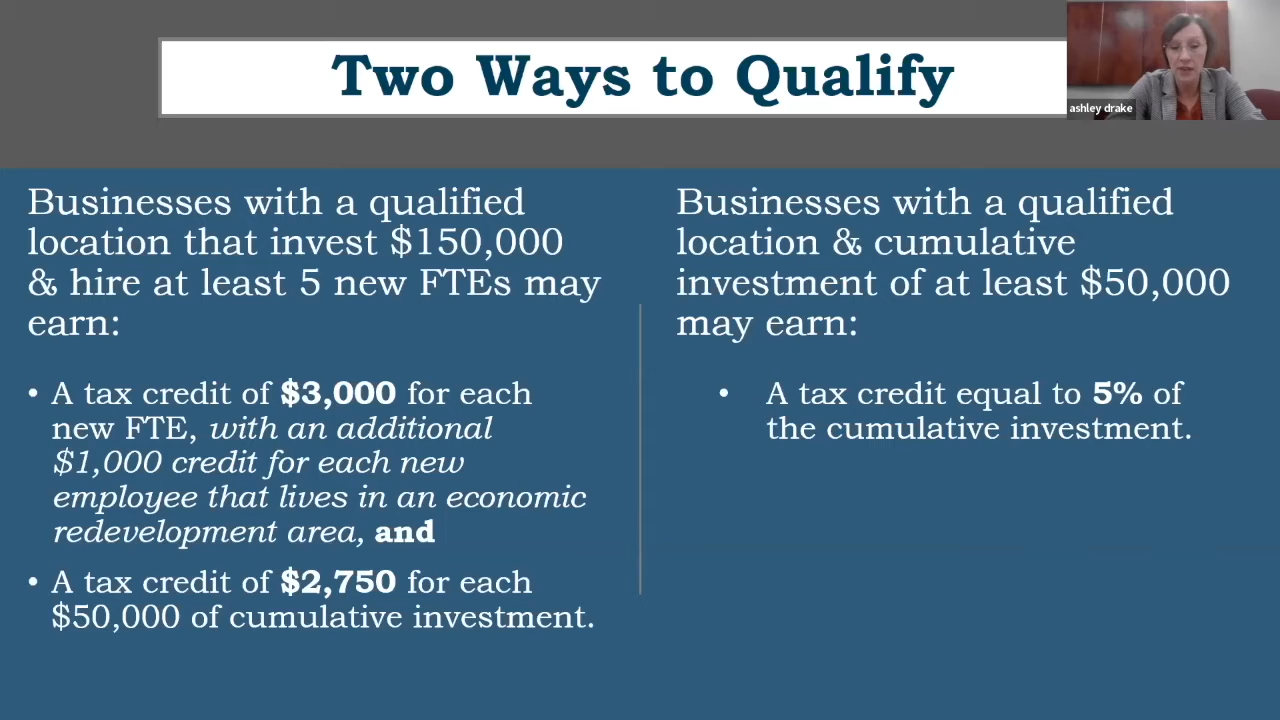 Two Ways to Qualify
ashley drake
Businesses with a qualified
location that invest $150,000
& hire at least 5 new FTEs may
earn:
• A tax credit of $3,000 for each
new FTE, with an additional
$1,000 credit for each new
employee that lives in an economic
redevelopment area, and
• A tax credit of $2,750 for each
$50,000 of cumulative investment.
Businesses with a qualified
location & cumulative
investment of at least $50,000
may earn:
• A tax credit equal to 5% of
the cumulative investment.